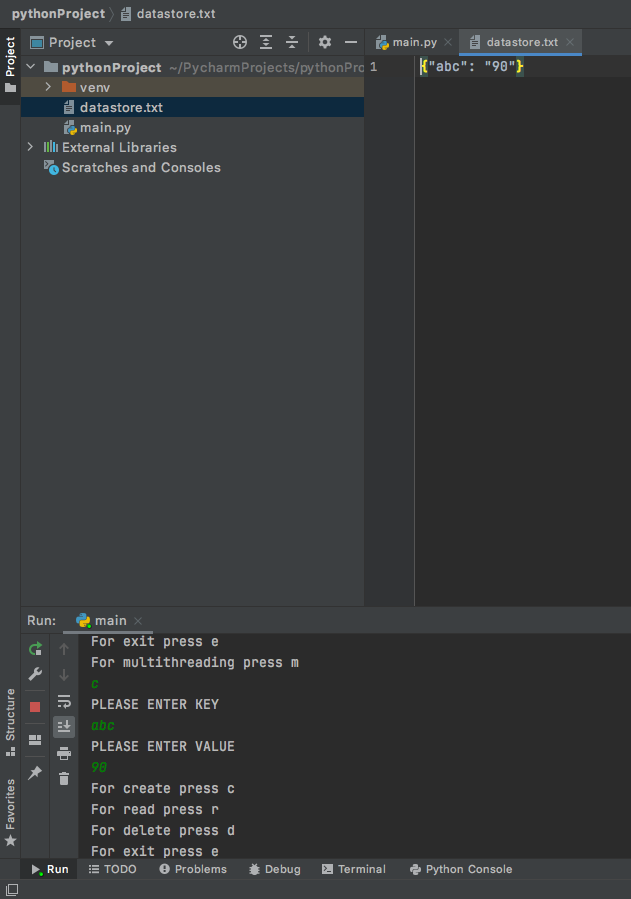 pythonProject datastore.txt
Project
Project
main.py
datastore.txt
pythonProject ~/PycharmProjects/pythonPro
venv
datastore.txt
main.py
External Libraries
Scratches and Consoles
1 {"abc": "90"}
Run: main
For exit press e
For multithreading press m
c
PLEASE ENTER KEY
abc
PLEASE ENTER VALUE
90
For create press c
For read press r
For delete press d
For exit press e
Structure
Favorites
Run TODO Problems Debug Terminal Python Console